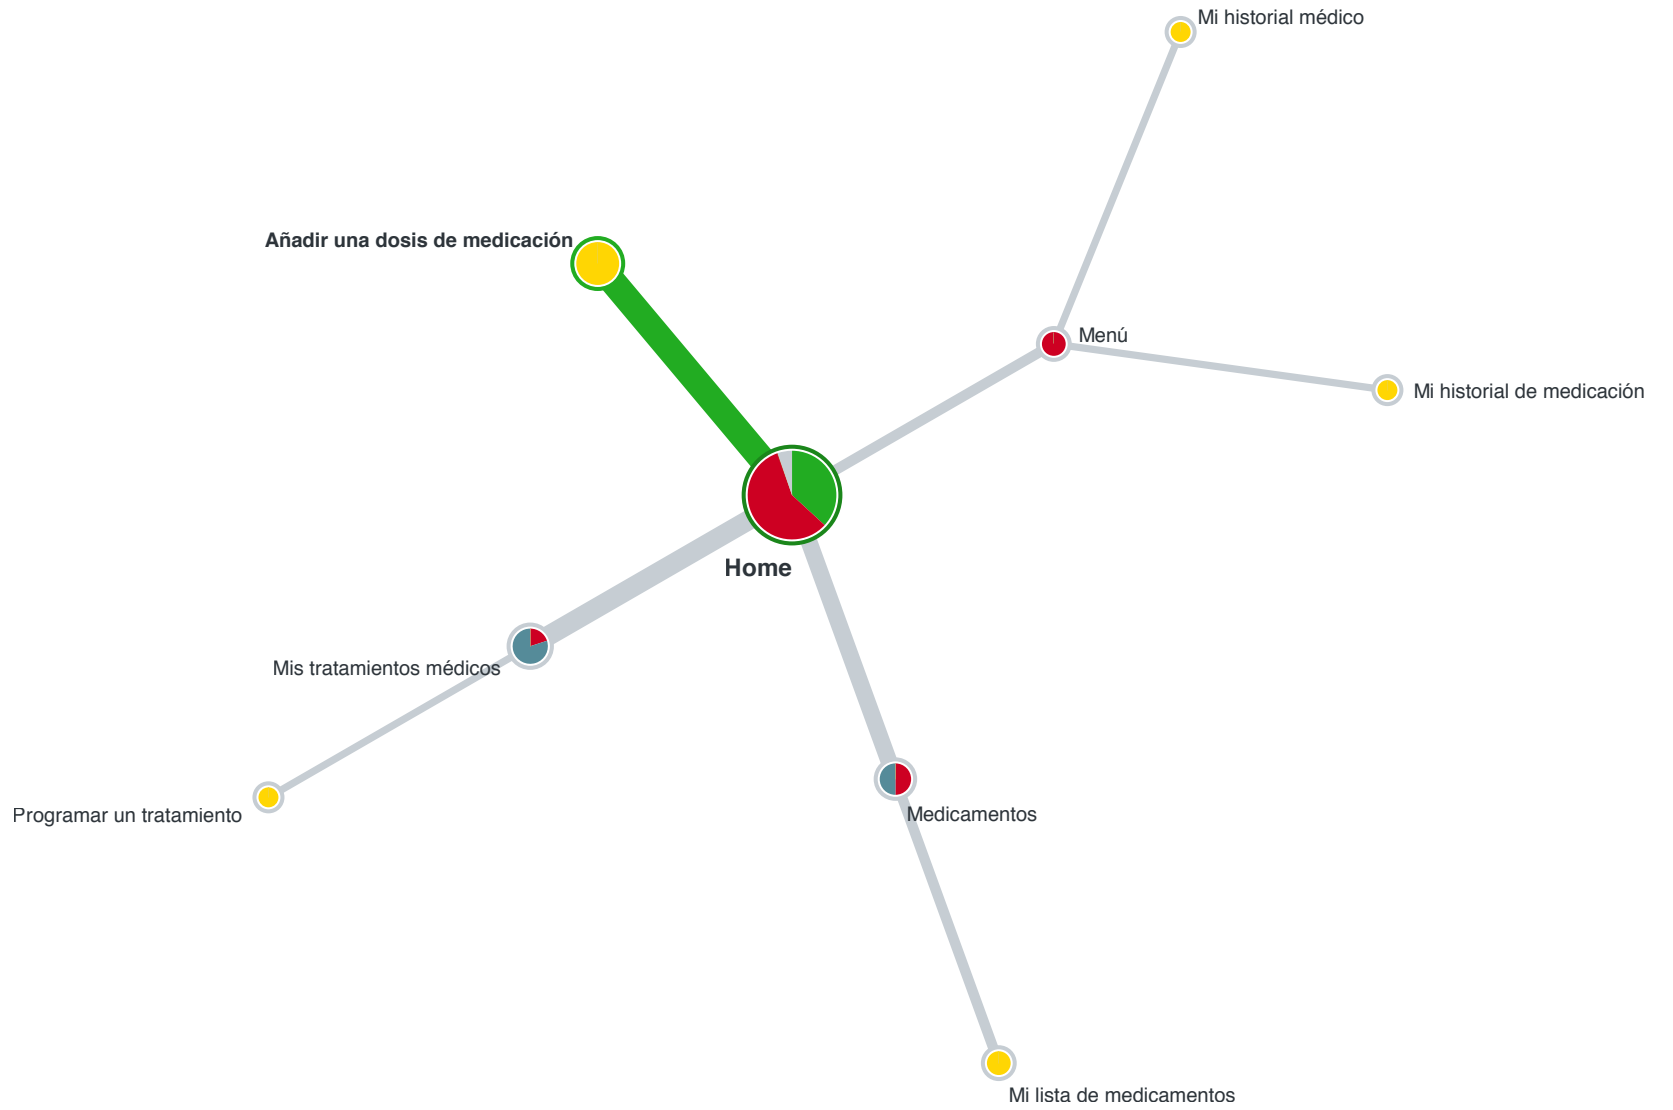 Mi historial médico
Añadir una dosis de medicación
Menú
Mi historial de medicación
Home
Mis tratamientos médicos
Programar un tratamiento
Medicamentos
Mi lista de medicamentos